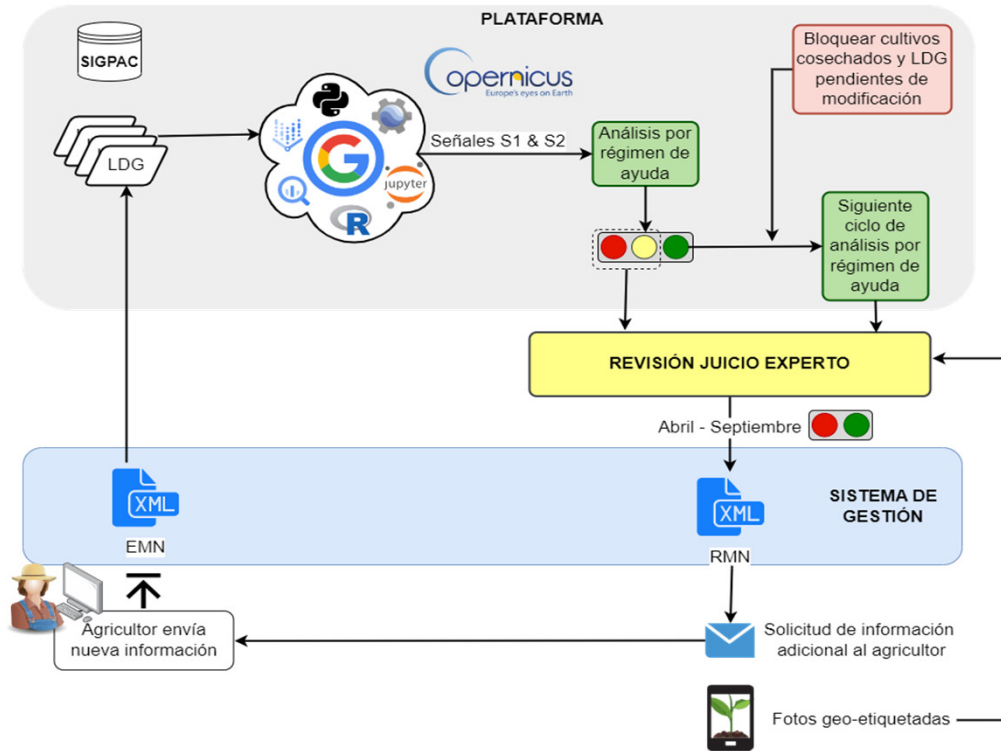 PLATAFORMA
SIGPAC
LDG
jupyter
R
G
opernicus
Europe's eyes on Earth
Señales S1 & S2
Análisis por
régimen de
ayuda
Bloquear cultivos
cosechados y LDG
pendientes de
modificación
Siguiente
ciclo de
análisis por
régimen de
ayuda
REVISIÓN JUICIO EXPERTO
Abril - Septiembre
XML
EMN
XML
RMN
SISTEMA DE
GESTIÓN
Agricultor envía
nueva información
Solicitud de información
adicional al agricultor
Fotos geo-etiquetadas